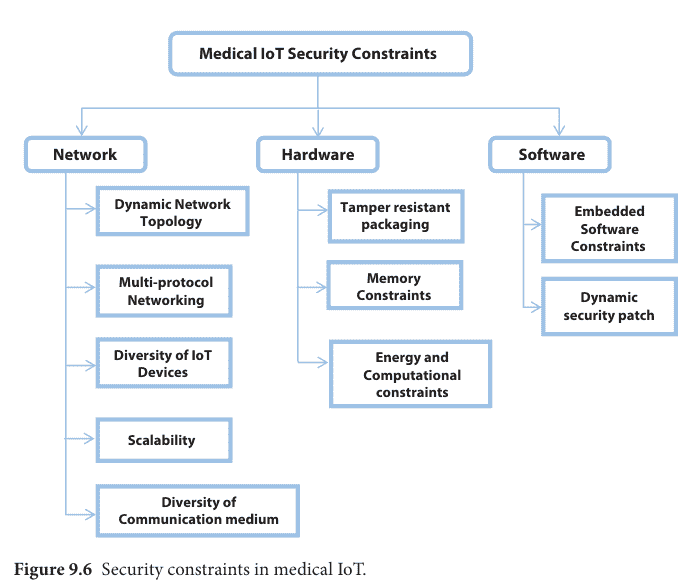 Medical IoT Security Constraints
Network
Hardware
Software
Dynamic Network
Topology
Multi-protocol
Networking
Diversity of IoT
Devices
Scalability
Diversity of
Communication medium
Tamper resistant
packaging
Memory
Constraints
Energy and
Computational
constraints
Embedded
Software
Constraints
Dynamic
security patch
Figure 9.6 Security constraints in medical IoT.